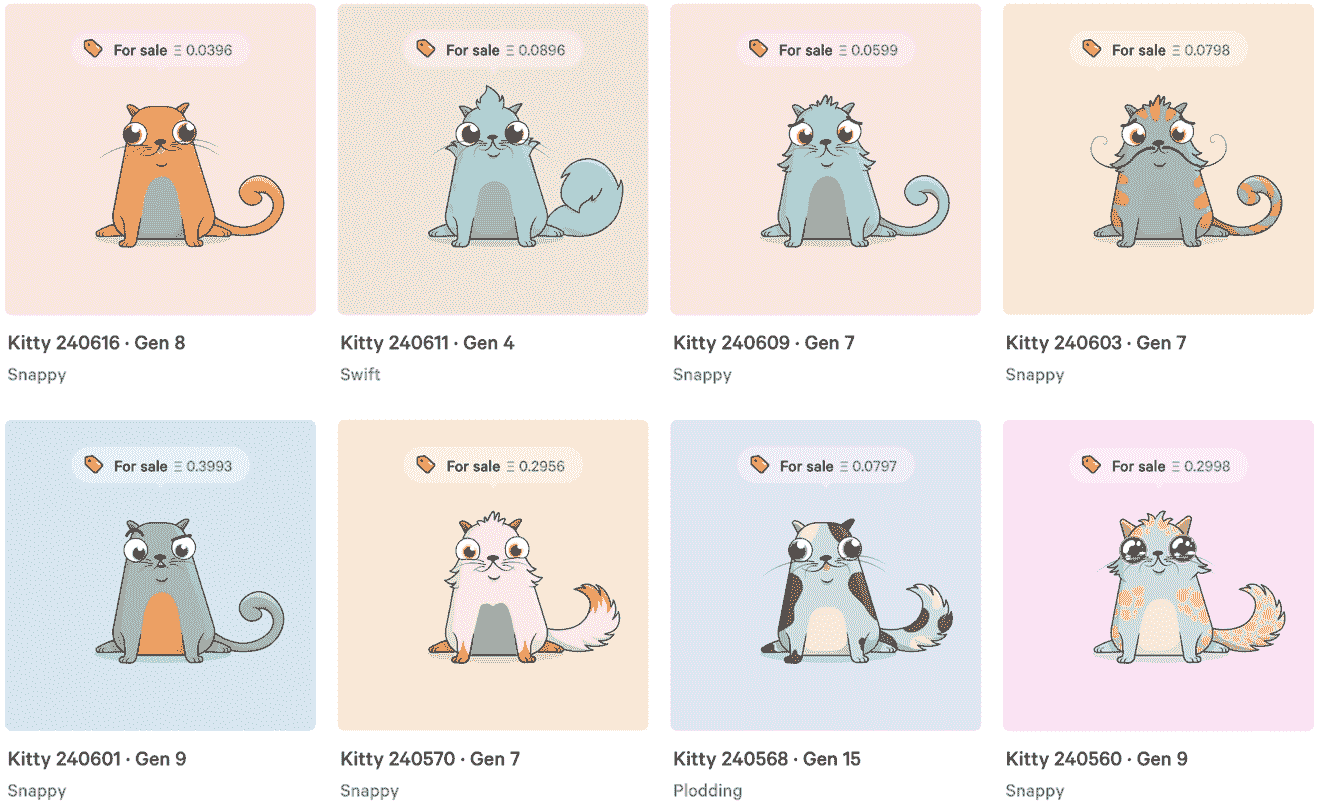 For sale Ξ 0.0396
For sale Ξ 0.0896
For sale Ξ 0.0599
For sale Ξ 0.0798
Kitty 240616 · Gen 8
Kitty 240611 · Gen 4
Kitty 240609 · Gen 7
Kitty 240603 · Gen 7
Snappy
Swift
Snappy
Snappy
For sale Ξ 0.3993
For sale Ξ 0.2956
For sale Ξ 0.0797
For sale Ξ 0.2998
Kitty 240601 · Gen 9
Kitty 240570 · Gen 7
Kitty 240568 · Gen 15
Kitty 240560 · Gen 9
Snappy
Snappy
Plodding
Snappy